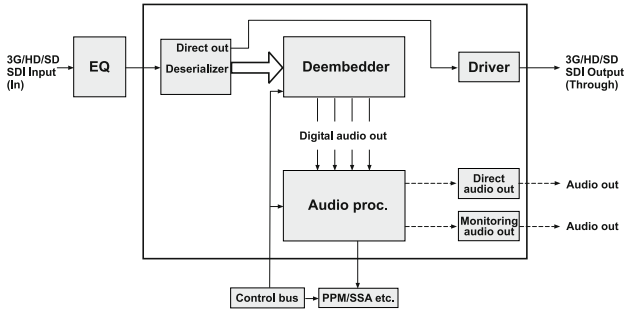 3G/HD/SD
SDI Input
(In)
EQ
Direct out
Deserializer
Deembedder
Driver
3G/HD/SD
SDI Output
(Through)
Digital audio out
Audio proc.
Direct
audio out
Audio out
Monitoring
audio out
Audio out
Control bus
PPM/SSA etc.